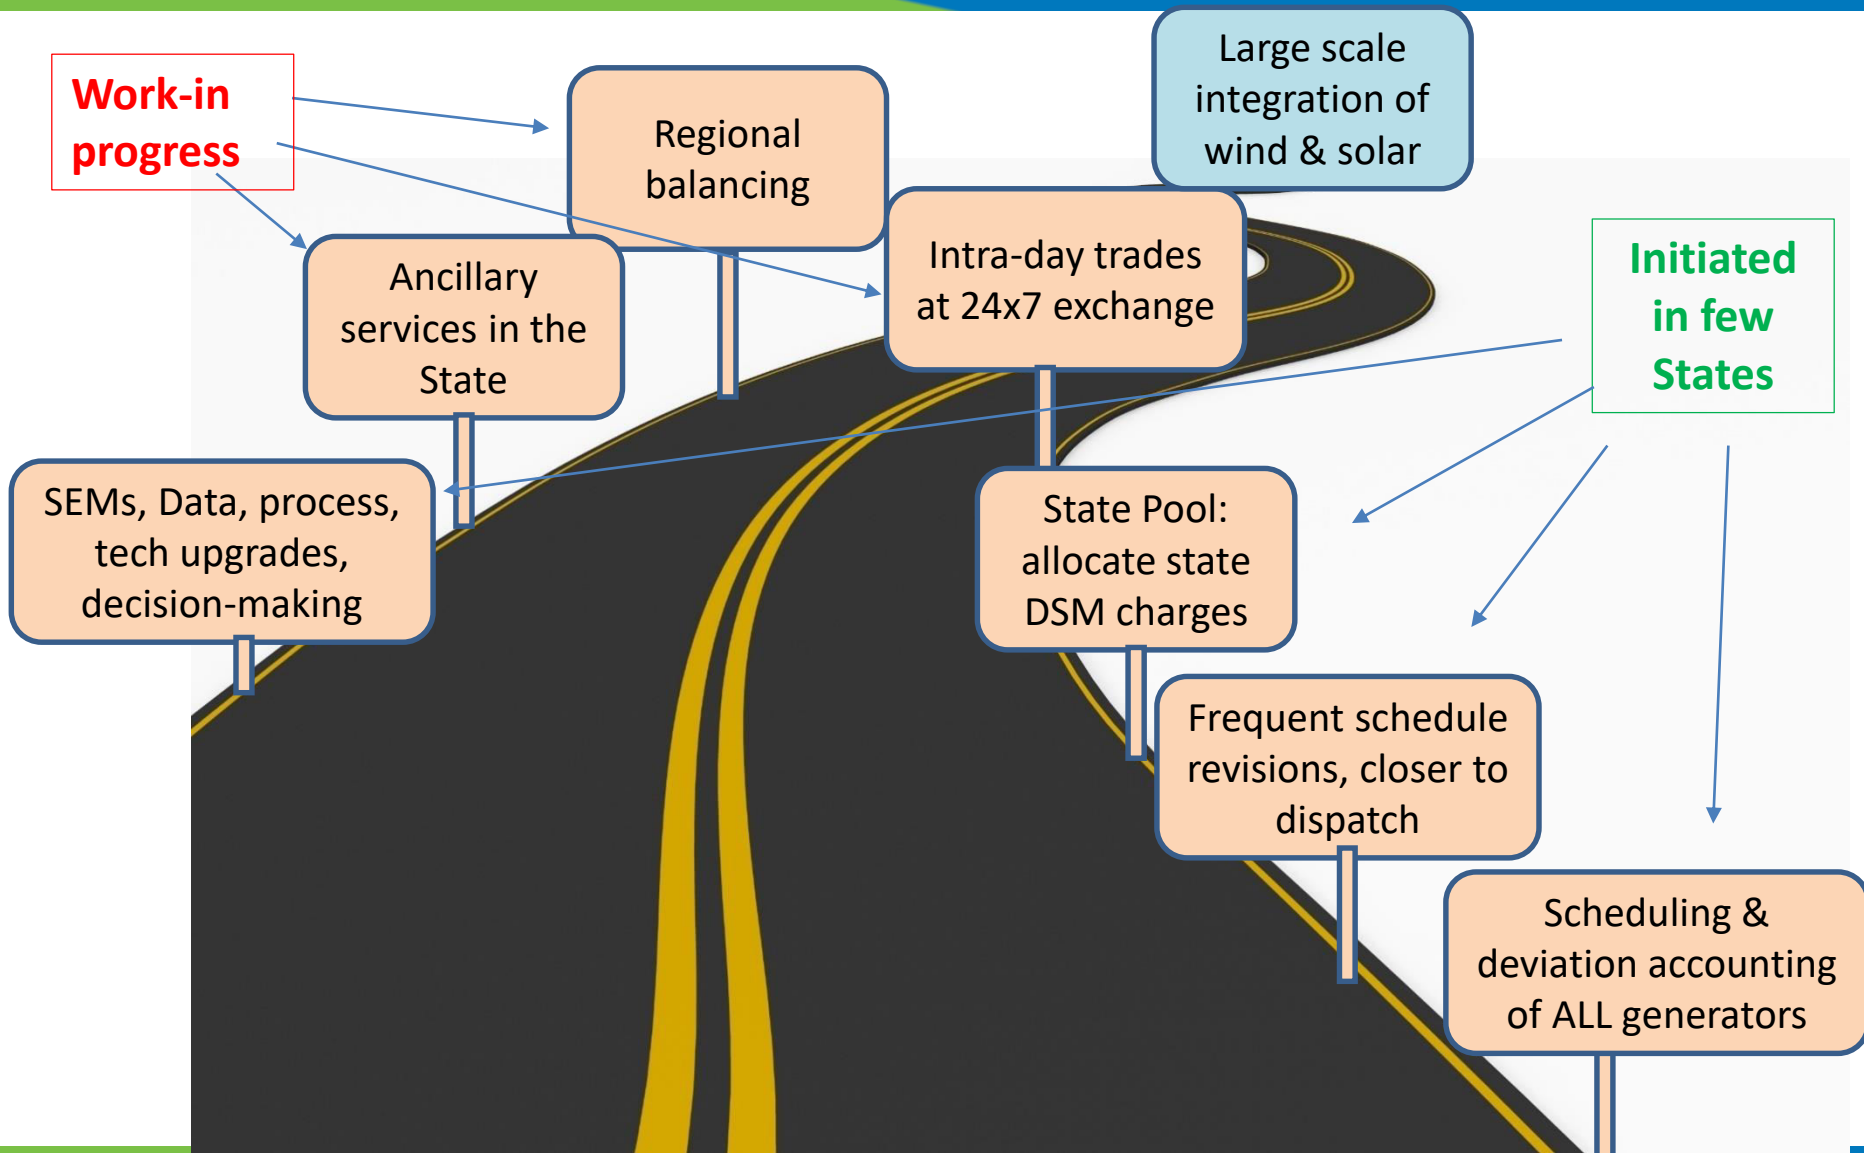 Work-in
progress
Regional
balancing
Large scale
integration of
wind & solar
Ancillary
services in the
State
Intra-day trades
at 24x7 exchange
Initiated
in few
States
SEMs, Data, process,
tech upgrades,
decision-making
State Pool:
allocate state
DSM charges
Frequent schedule
revisions, closer to
dispatch
Scheduling &
deviation accounting
of ALL generators